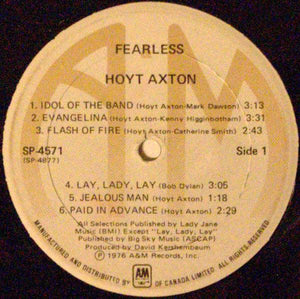 FEARLESS
HOYT AXTON
1. IDOL OF THE BAND (Hoyt Axton-Mark Dawson) 3:13
2. EVANGELINA (Hoyt Axton-Kenny Higginbotham) 3:31
3. FLASH OF FIRE (Hoyt Axton-Catherine Smith) 2:43
SP-4571
(SP-4877)
Side 1
4. LAY, LADY, LAY (Bob Dylan) 3:05
5. JEALOUS MAN (Hoyt Axton) 1:18
6. PAID IN ADVANCE (Hoyt Axton) 2:29
All Selections Published by Lady Jane
Music (BMI) Except "Lay, Lady, Lay"
Published by Big Sky Music (ASCAP)
Produced by David Kershenbaum
℗ 1976 A&M Records, Inc.
MANUFACTURED AND DISTRIBUTED BY A&M OF CANADA LIMITED. ALL RIGHTS RESERVED.